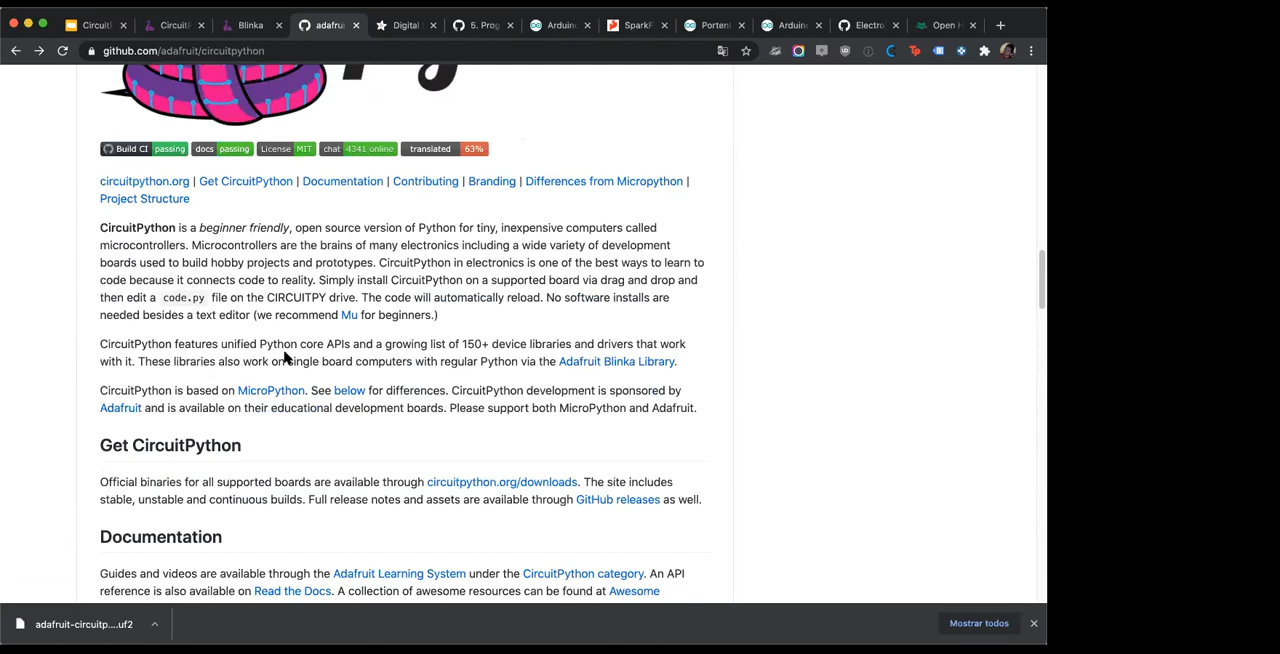 Circuit
Circuit
Blinka
adafrui
Digital
5. Prog
Arduin
SparkF
Portent
Arduin
Electro
Open H
github.com/adafruit/circuitpython
Build CI passing docs passing License MIT chat 4341 online translated 63%
circuitpython.org | Get CircuitPython | Documentation | Contributing | Branding | Differences from Micropython |
Project Structure
CircuitPython is a beginner friendly, open source version of Python for tiny, inexpensive computers called
microcontrollers. Microcontrollers are the brains of many electronics including a wide variety of development
boards used to build hobby projects and prototypes. CircuitPython in electronics is one of the best ways to learn to
code because it connects code to reality. Simply install CircuitPython on a supported board via drag and drop and
then edit a code.py file on the CIRCUITPY drive. The code will automatically reload. No software installs are
needed besides a text editor (we recommend Mu for beginners.)
CircuitPython features unified Python core APIs and a growing list of 150+ device libraries and drivers that work
with it. These libraries also work on single board computers with regular Python via the Adafruit Blinka Library.
CircuitPython is based on MicroPython. See below for differences. CircuitPython development is sponsored by
Adafruit and is available on their educational development boards. Please support both MicroPython and Adafruit.
Get CircuitPython
Official binaries for all supported boards are available through circuitpython.org/downloads. The site includes
stable, unstable and continuous builds. Full release notes and assets are available through GitHub releases as well.
Documentation
Guides and videos are available through the Adafruit Learning System under the CircuitPython category. An API
reference is also available on Read the Docs. A collection of awesome resources can be found at Awesome
adafruit-circuitp....uf2
Mostrar todos